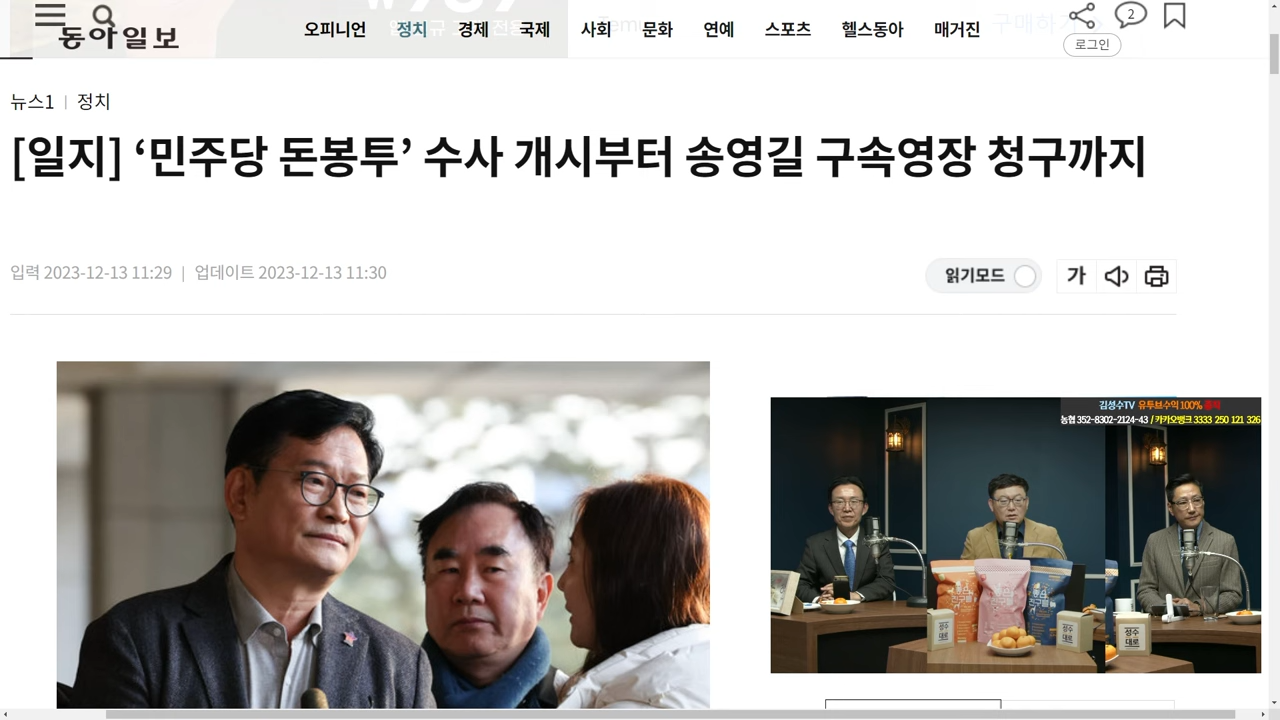 동아일보
오피니언 정치 경제 국제 사회 문화 연예 스포츠 헬스동아 매거진
2
로그인
뉴스1 | 정치
[일지] ‘민주당 돈봉투’ 수사 개시부터 송영길 구속영장 청구까지
입력 2023-12-13 11:29 | 업데이트 2023-12-13 11:30
읽기모드
가
김성수TV 유투브수익100%
농협 352-8302-2124-43 / 카카오뱅크 3333 250 121 326